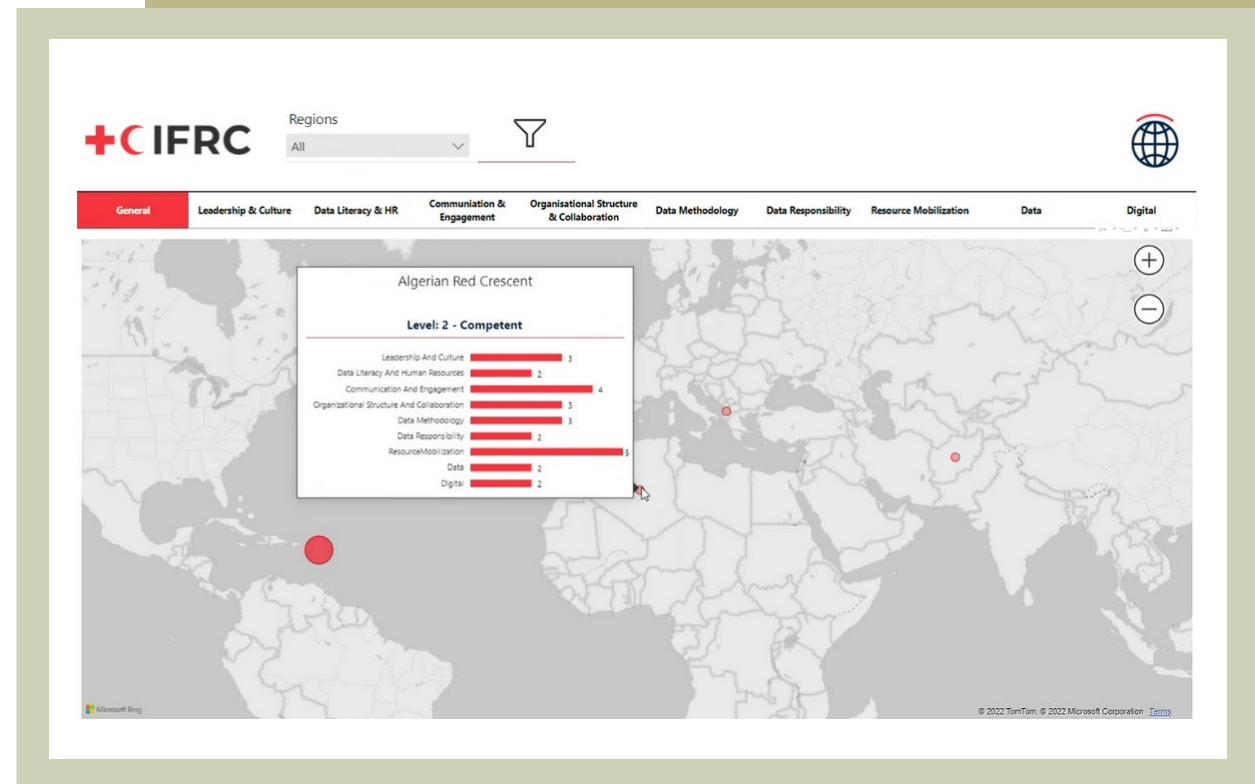 IFRC
Regions
All
General
Leadership & Culture
Data Literacy & HR
Communiation &
Engagement
Organisational Structure
& Collaboration
Data Methodology
Data Responsibility
Resource Mobilization
Data
Digital
Algerian Red Crescent
Level: 2 - Competent
Leadership And Culture 3
Data Literacy And Human Resources 2
Communication And Engagement 4
Organizational Structure And Collaboration 3
Data Methodology 3
Data Responsibility 2
ResourceMobilization 5
Data 2
Digital 2
Microsoft Bing
© 2022 TomTom, © 2022 Microsoft Corporation Terms